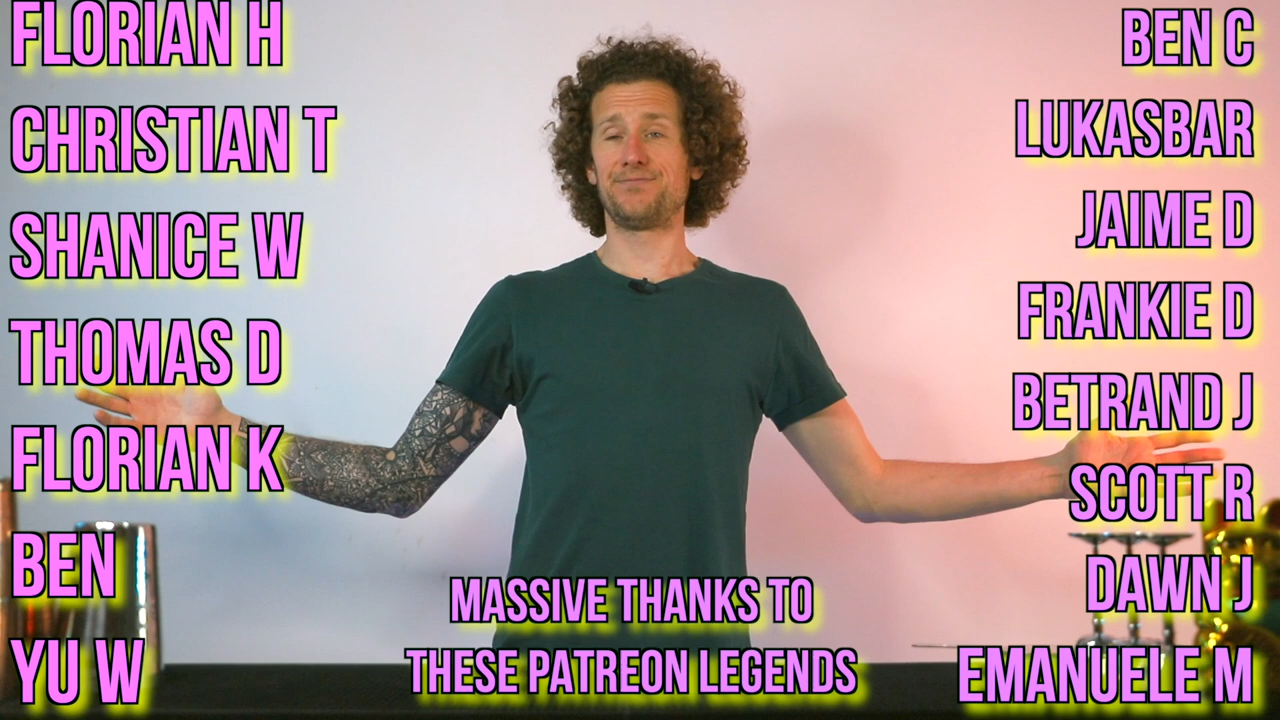 FLORIAN H
CHRISTIAN T
SHANICE W
THOMAS D
FLORIAN K
BEN
YU W
BEN C
LUKASBAR
JAIME D
FRANKIE D
BETRAND J
SCOTT R
DAWN J
EMANUELE M
MASSIVE THANKS TO
THESE PATREON LEGENDS